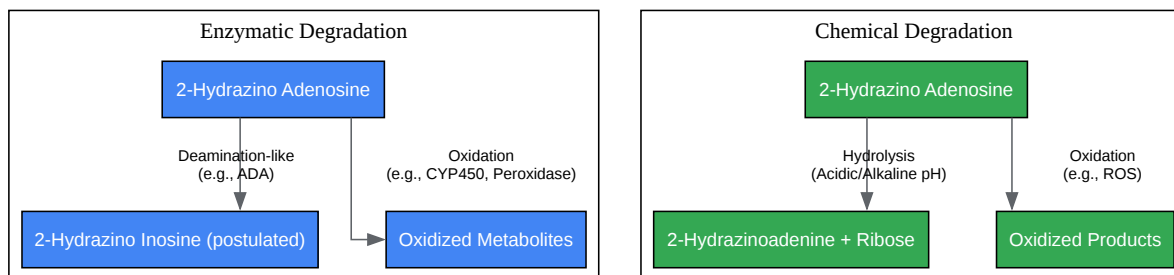 Enzymatic Degradation
2-Hydrazino Adenosine
Deamination-like
(e.g., ADA)
Oxidation
(e.g., CYP450, Peroxidase)
2-Hydrazino Inosine (postulated)
Oxidized Metabolites
Chemical Degradation
2-Hydrazino Adenosine
Hydrolysis
(Acidic/Alkaline pH)
Oxidation
(e.g., ROS)
2-Hydrazinoadenine + Ribose
Oxidized Products